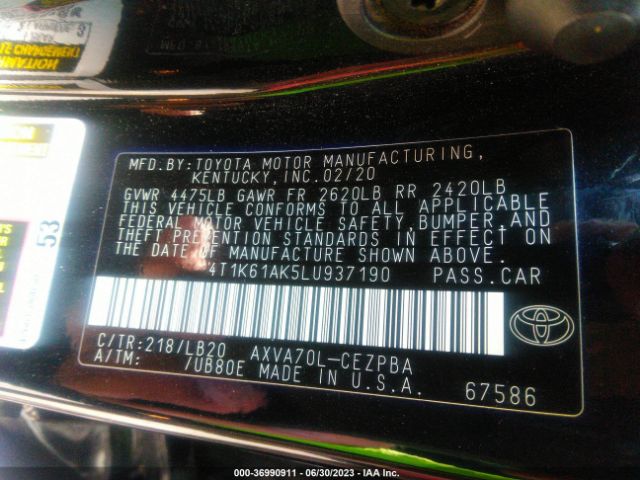 MFD.BY:TOYOTA MOTOR MANUFACTURING,
KENTUCKY,INC.02/20
GVWR 4475LB GAWR FR 2620LB RR 2420LB
THIS VEHICLE CONFORMS TO ALL APPLICABLE
FEDERAL MOTOR VEHICLE SAFETY,BUMPER,AND
THEFT PREVENTION STANDARDS IN EFFECT ON
THE DATE OF MANUFACTURE SHOWN ABOVE.
4T1K61AK5LU937190 PASS.CAR
C/TR:218/LB20 AXVA70L-CEZPBA
A/TM: /UB80E MADE IN U.S.A. 67586
53
000-36990911 - 06/30/2023 - IAA Inc.